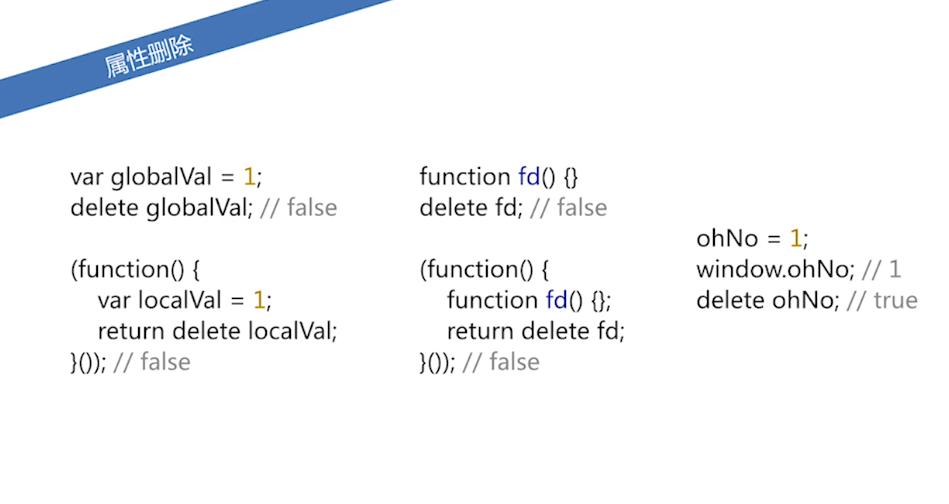 属性删除
var globalVal = 1;
delete globalVal; // false
(function() {
    var localVal = 1;
    return delete localVal;
}()); // false
function fd() {}
delete fd; // false
(function() {
    function fd() {};
    return delete fd;
}()); // false
ohNo = 1;
window.ohNo; // 1
delete ohNo; // true